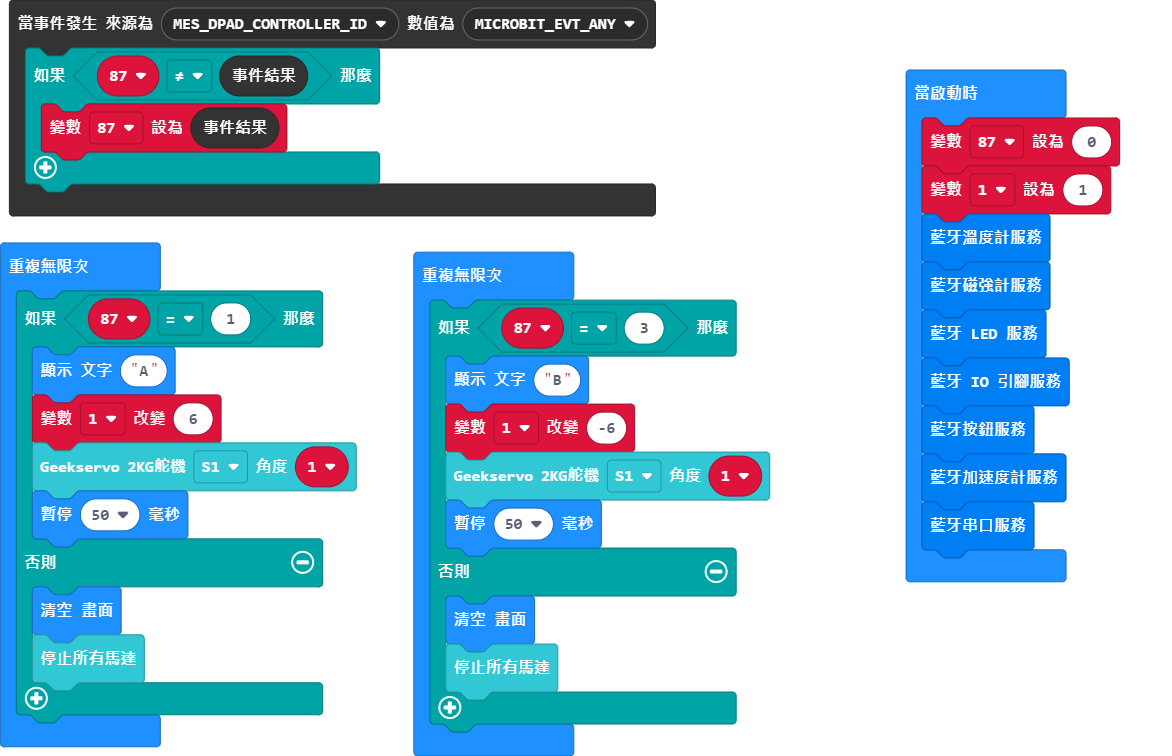 當事件發生 來源為 MES_DPAD_CONTROLLER_ID 數值為 MICROBIT_EVT_ANY
如果 87 ≠ 事件結果 那麼
變數 87 設為 事件結果
重複無限次
如果 87 = 1 那麼
顯示 文字 "A"
變數 1 改變 6
Geekservo 2KG舵機 S1 角度 1
暫停 50 毫秒
否則
清空 畫面
停止所有馬達
重複無限次
如果 87 = 3 那麼
顯示 文字 "B"
變數 1 改變 -6
Geekservo 2KG舵機 S1 角度 1
暫停 50 毫秒
否則
清空 畫面
停止所有馬達
當啟動時
變數 87 設為 0
變數 1 設為 1
藍牙溫度計服務
藍牙磁強計服務
藍牙 LED 服務
藍牙 IO 引腳服務
藍牙按鈕服務
藍牙加速度計服務
藍牙串口服務